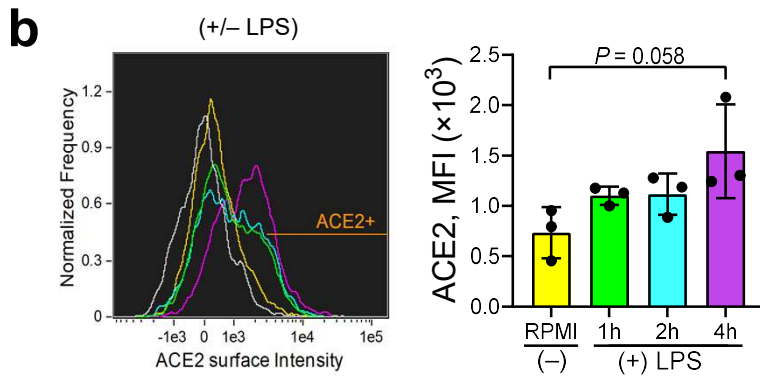 b
(+/– LPS)
Normalized Frequency
1.2
0.9
0.6
0.3
0
ACE2+
-1e3 0 1e3 1e4 1e5
ACE2 surface Intensity
ACE2, MFI (×10³)
2.5
2.0
1.5
1.0
0.5
0.0
P = 0.058
RPMI 1h 2h 4h
(–) (+) LPS